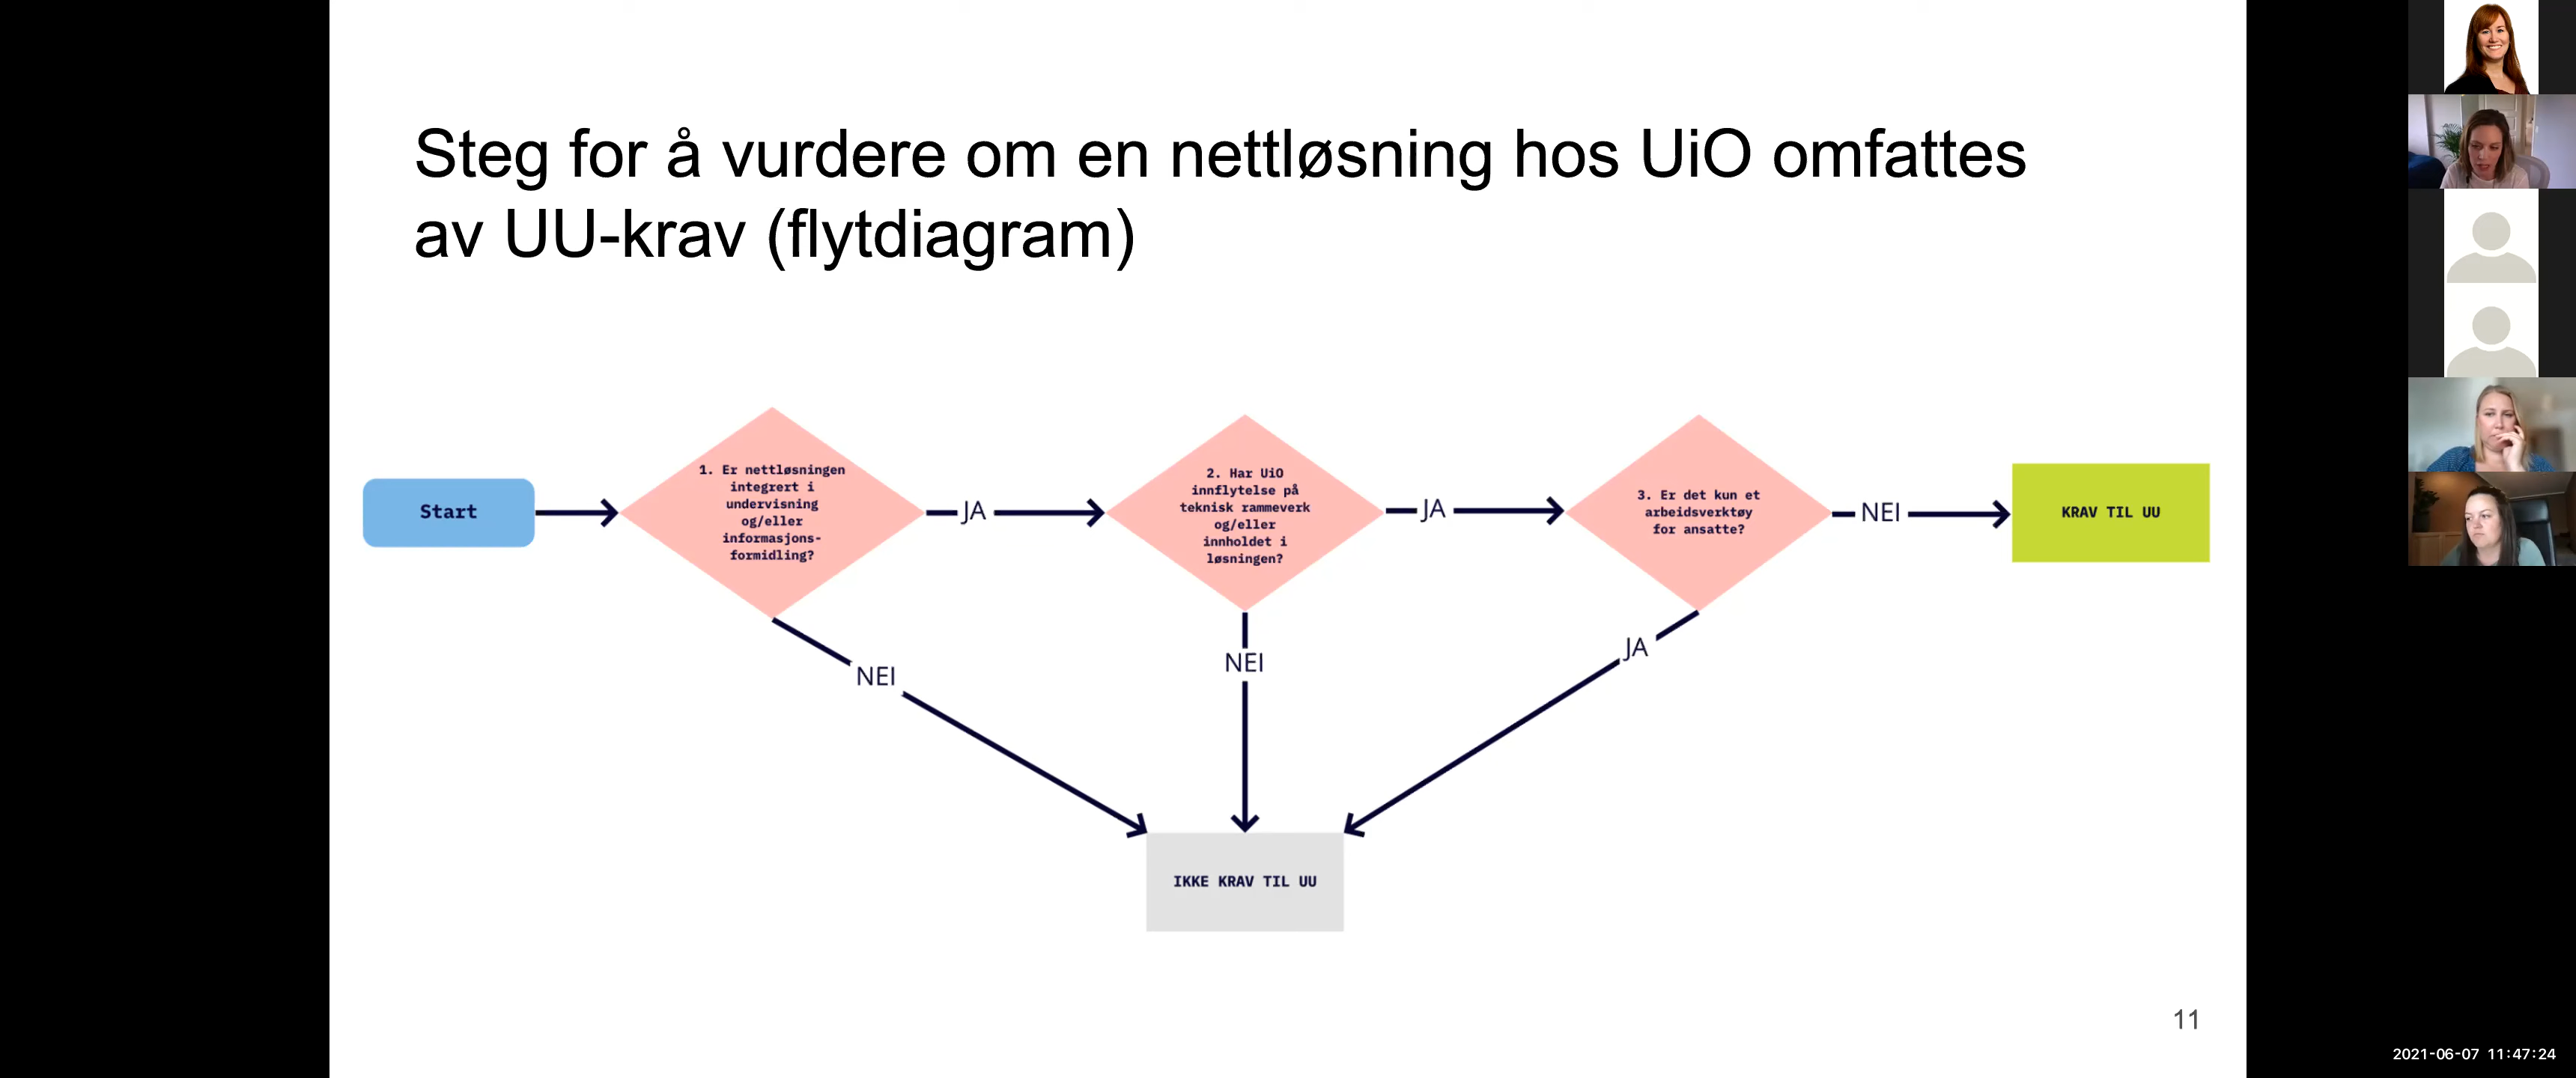 Steg for å vurdere om en nettløsning hos UiO omfattes
av UU-krav (flytdiagram)
Start
1. Er nettløsningen
integrert i
undervisning
og/eller
informasjons-
formidling?
JA
2. Har UiO
innflytelse på
teknisk rammeverk
og/eller
innholdet i
løsningen?
JA
3. Er det kun et
arbeidsverktøy
for ansatte?
NEI
KRAV TIL UU
NEI
NEI
JA
IKKE KRAV TIL UU
11
2021-06-07 11:47:24